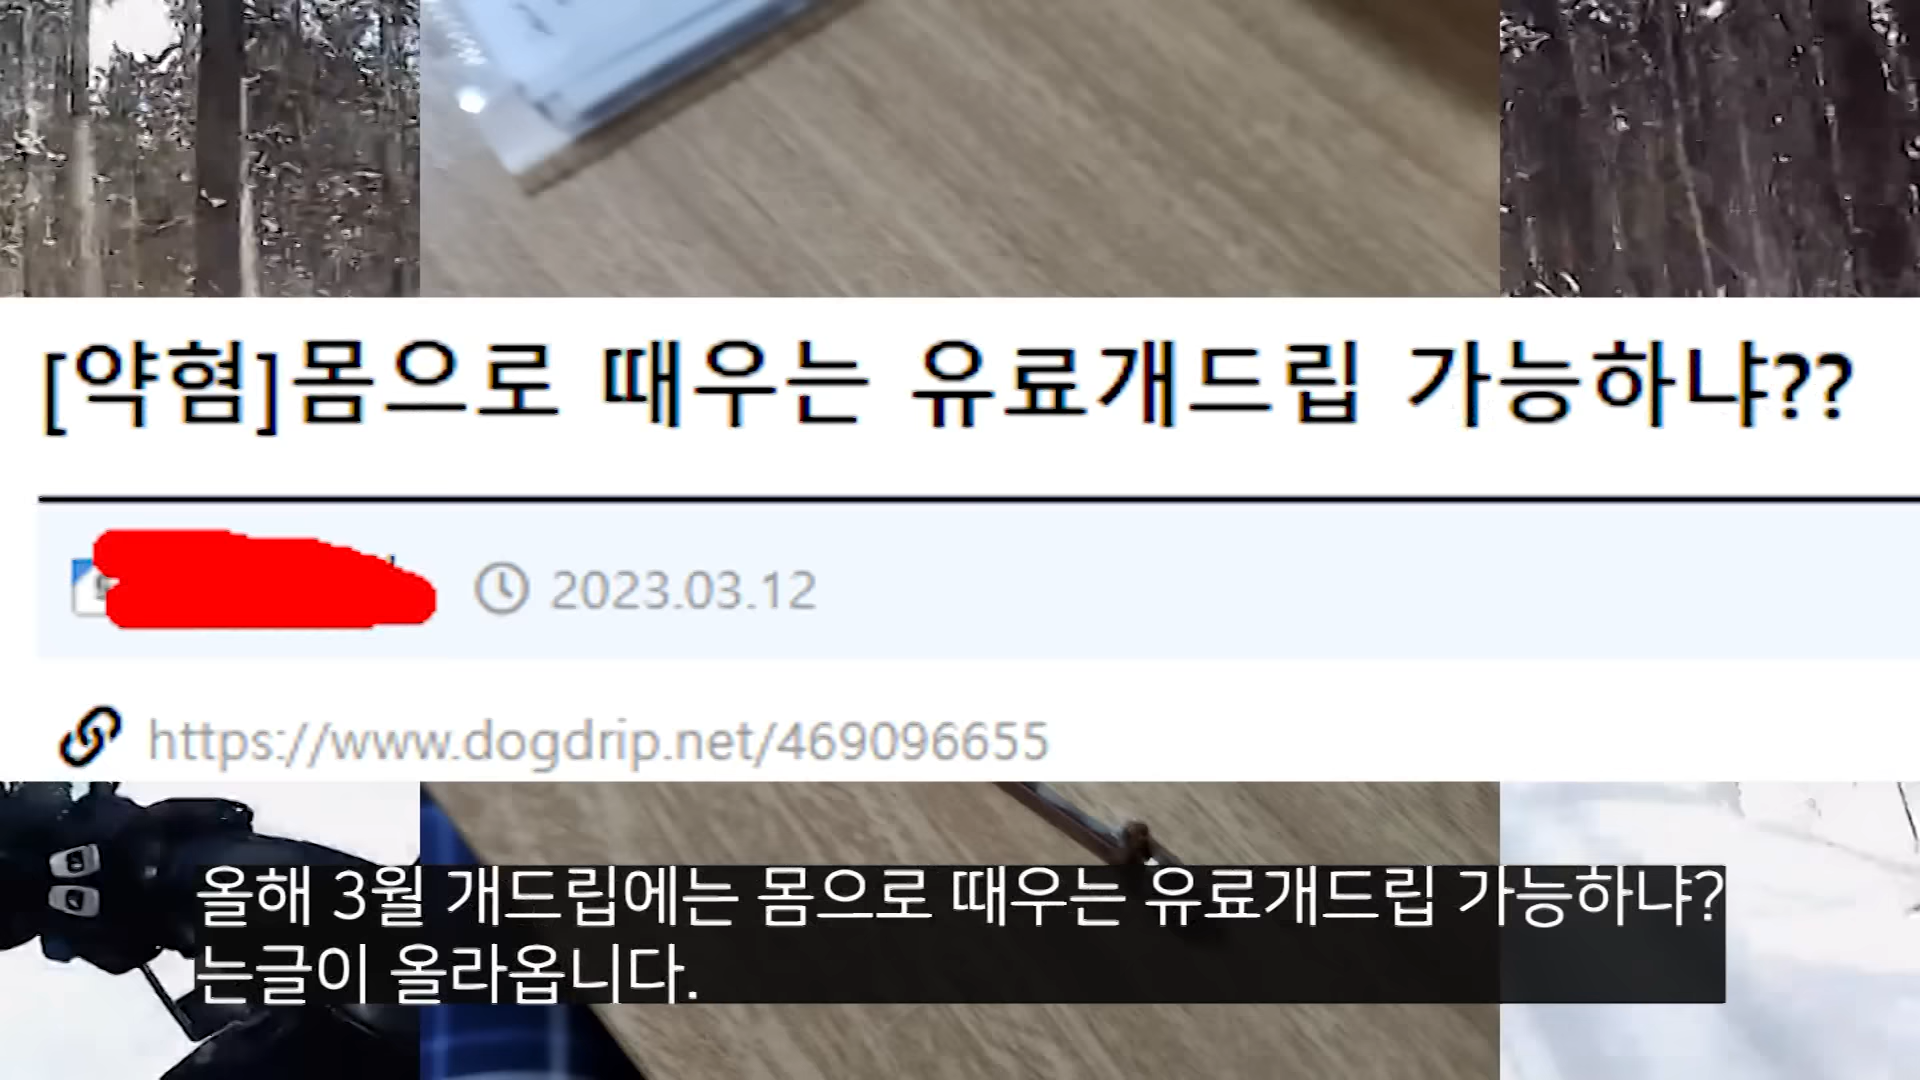 [약혐]몸으로 때우는 유료개드립 가능하냐??
2023.03.12
https://www.dogdrip.net/469096655
올해 3월 개드립에는 몸으로 때우는 유료개드립 가능하냐?
는글이 올라옵니다.